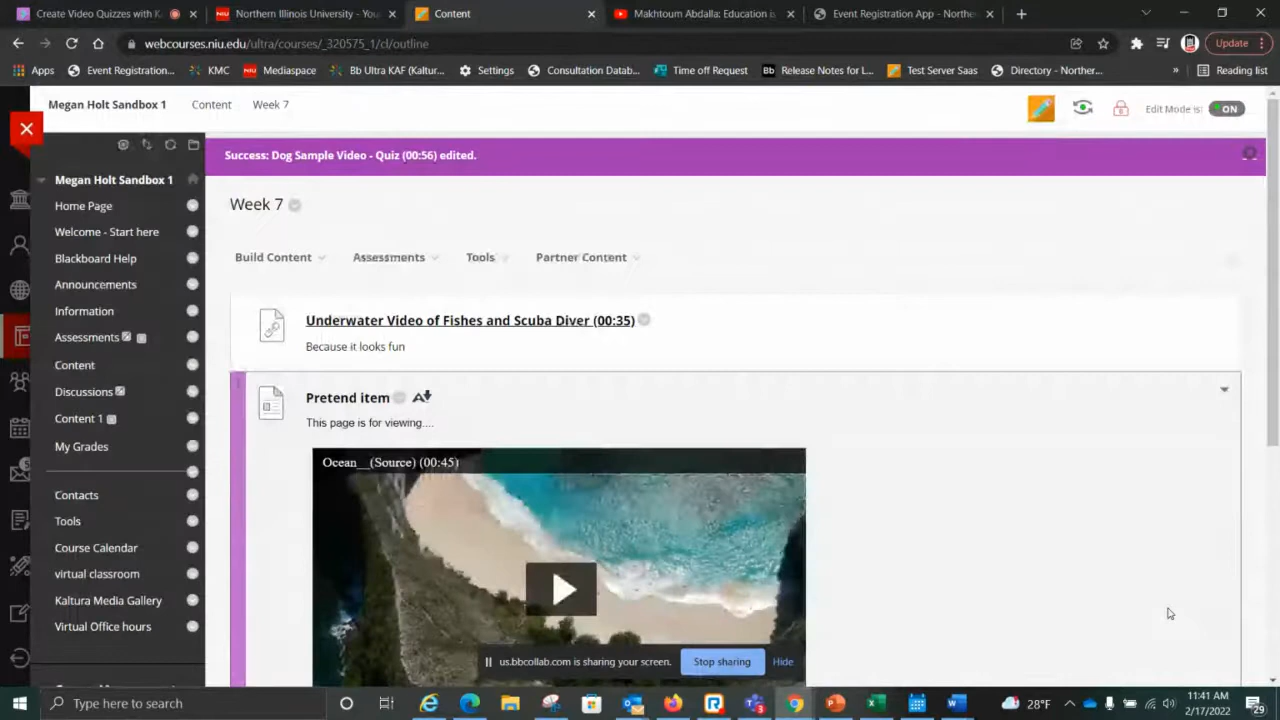 Create Video Quizzes with K
Northern Illinois University - You
Content
Makhtoum Abdalla: Education is
Event Registration App - Northe
webcourses.niu.edu/ultra/courses/_320575_1/cl/outline
Update
Apps
Event Registration...
KMC
NIU
Mediaspace
Bb Ultra KAF (Kaltur...
Settings
Consultation Datab...
Time off Request
Bb
Release Notes for L...
Test Server Saas
Directory - Norther...
»
Reading list
Megan Holt Sandbox 1
Content
Week 7
Edit Mode is:
ON
Success: Dog Sample Video - Quiz (00:56) edited.
Megan Holt Sandbox 1
Home Page
Welcome - Start here
Blackboard Help
Announcements
Information
Assessments
Content
Discussions
Content 1
My Grades
Contacts
Tools
Course Calendar
virtual classroom
Kaltura Media Gallery
Virtual Office hours
Week 7
Build Content
Assessments
Tools
Partner Content
Underwater Video of Fishes and Scuba Diver (00:35)
Because it looks fun
Pretend item
This page is for viewing....
Ocean__(Source) (00:45)
us.bbcollab.com is sharing your screen.
Stop sharing
Hide
Type here to search
28°F
11:41 AM
2/17/2022
29